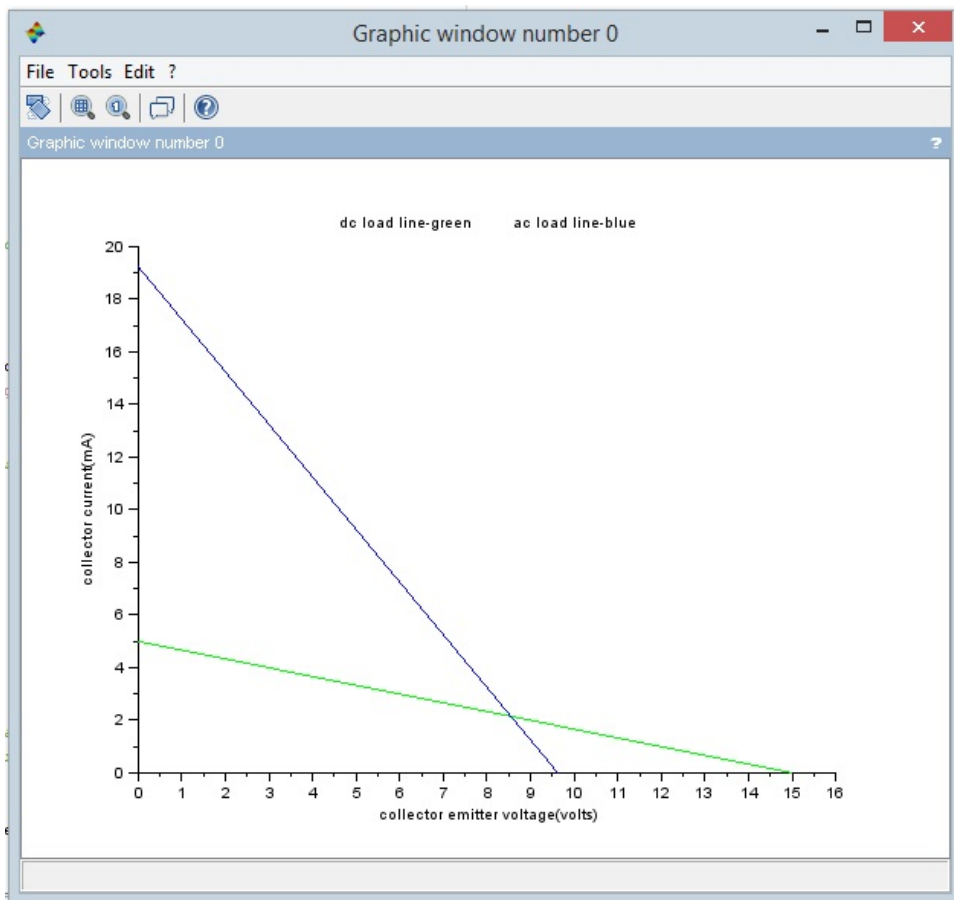 Graphic window number 0
File Tools Edit ?
Graphic window number 0 ?
dc load line-green ac load line-blue
20
18
16
14
12
10
8
6
4
2
0
collector current(mA)
0 1 2 3 4 5 6 7 8 9 10 11 12 13 14 15 16
collector emitter voltage(volts)